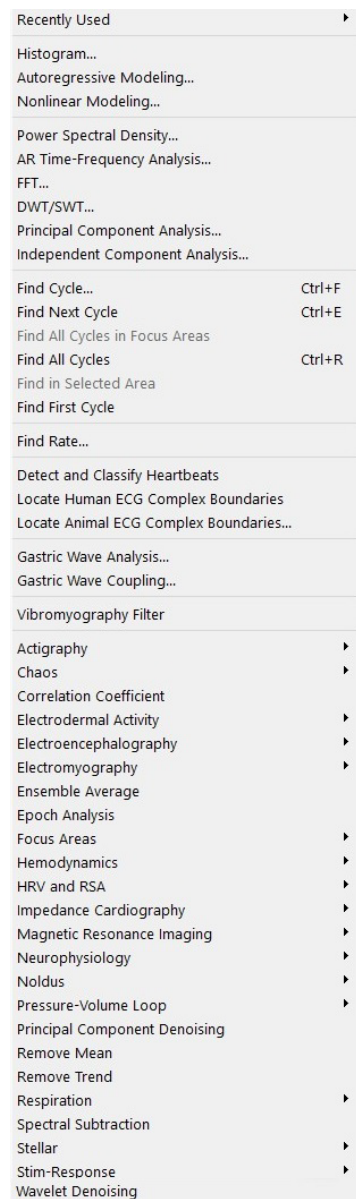 Recently Used
Histogram...
Autoregressive Modeling...
Nonlinear Modeling...
Power Spectral Density...
AR Time-Frequency Analysis...
FFT...
DWT/SWT...
Principal Component Analysis...
Independent Component Analysis...
Find Cycle... Ctrl+F
Find Next Cycle Ctrl+E
Find All Cycles in Focus Areas
Find All Cycles Ctrl+R
Find in Selected Area
Find First Cycle
Find Rate...
Detect and Classify Heartbeats
Locate Human ECG Complex Boundaries
Locate Animal ECG Complex Boundaries...
Gastric Wave Analysis...
Gastric Wave Coupling...
Vibromyography Filter
Actigraphy
Chaos
Correlation Coefficient
Electrodermal Activity
Electroencephalography
Electromyography
Ensemble Average
Epoch Analysis
Focus Areas
Hemodynamics
HRV and RSA
Impedance Cardiography
Magnetic Resonance Imaging
Neurophysiology
Noldus
Pressure-Volume Loop
Principal Component Denoising
Remove Mean
Remove Trend
Respiration
Spectral Subtraction
Stellar
Stim-Response
Wavelet Denoising